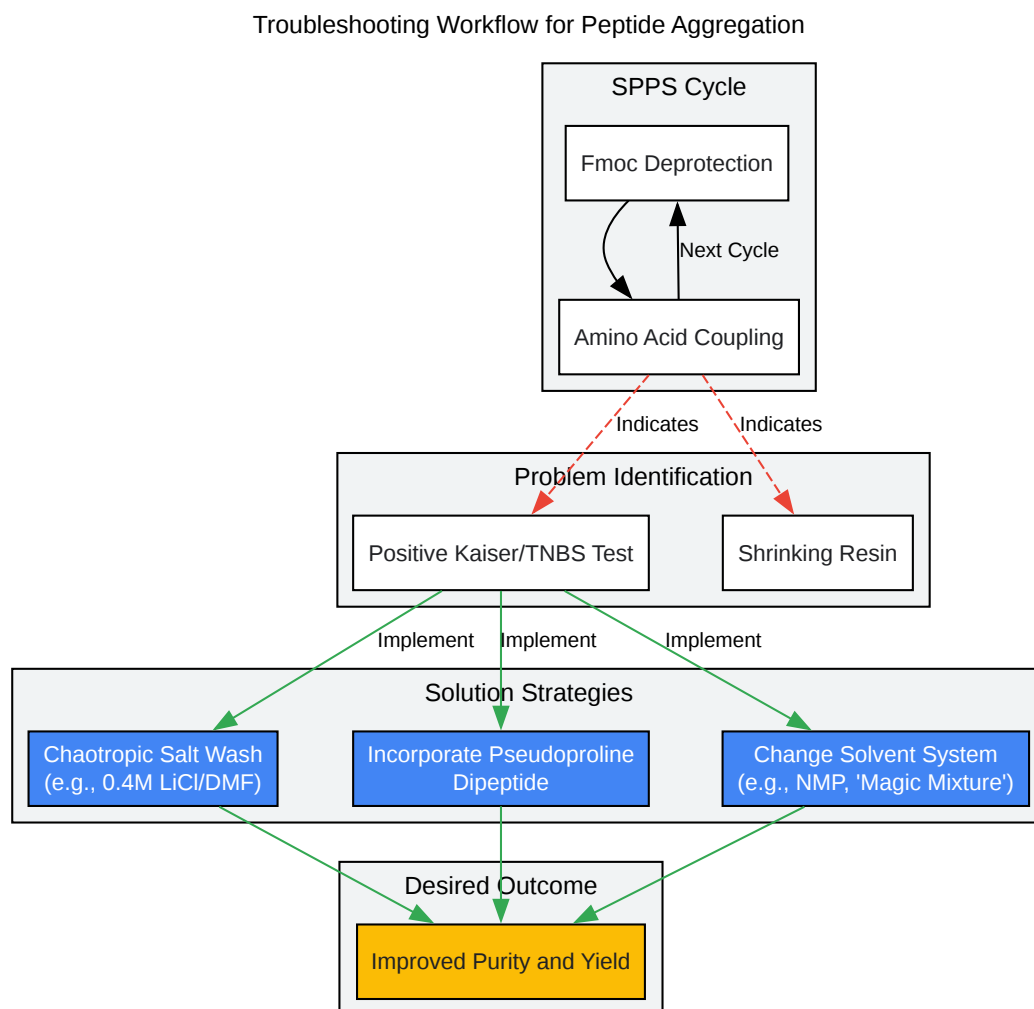 Troubleshooting Workflow for Peptide Aggregation
SPPS Cycle
Fmoc Deprotection
Next Cycle
Amino Acid Coupling
Indicates
Indicates
Problem Identification
Positive Kaiser/TNBS Test
Shrinking Resin
Implement
Implement
Implement
Solution Strategies
Chaotropic Salt Wash
(e.g., 0.4M LiCl/DMF)
Incorporate Pseudoproline
Dipeptide
Change Solvent System
(e.g., NMP, 'Magic Mixture')
Desired Outcome
Improved Purity and Yield